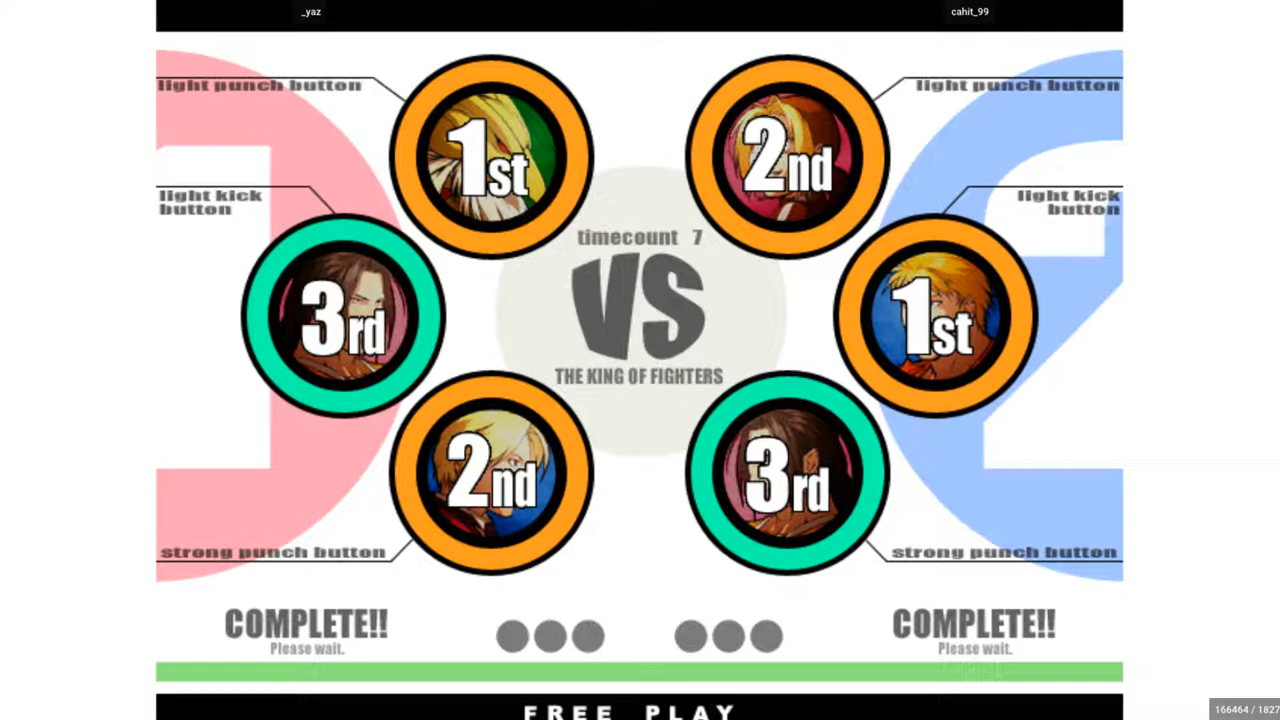 _yaz
cahit_99
light punch button
light punch button
1st
2nd
light kick
button
light kick
button
timecount 7
VS
THE KING OF FIGHTERS
3rd
1st
2nd
3rd
strong punch button
strong punch button
COMPLETE!!
Please wait.
COMPLETE!!
Please wait.
FREE PLAY
166464 / 1827